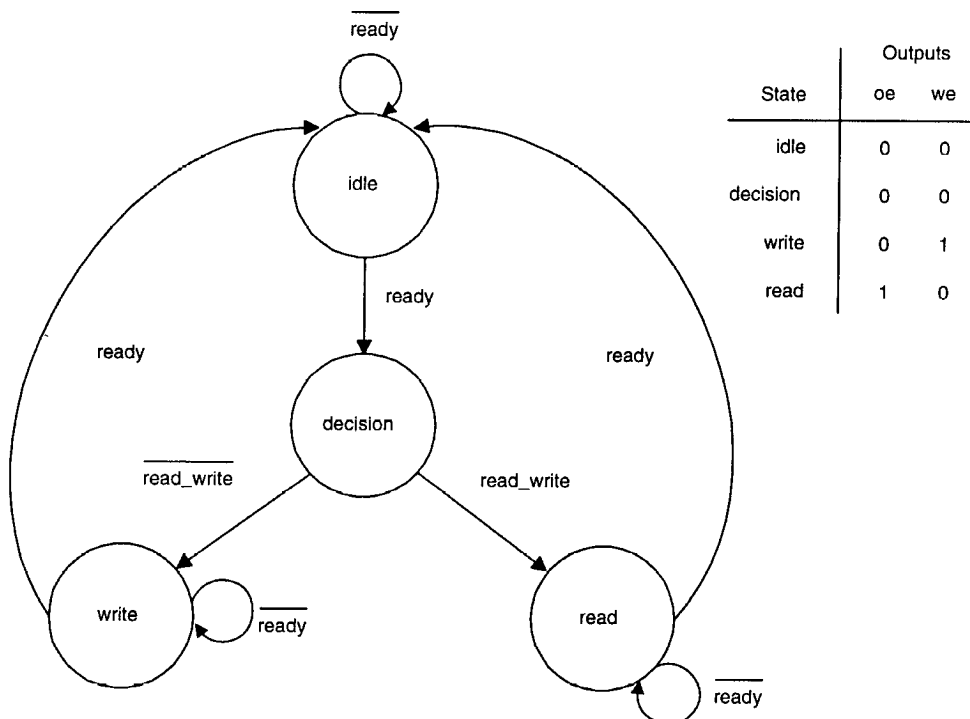 ready
Outputs
State oe we
idle 0 0
decision 0 0
write 0 1
read 1 0
idle
ready
ready
ready
decision
read_write
read_write
write
ready
read
ready